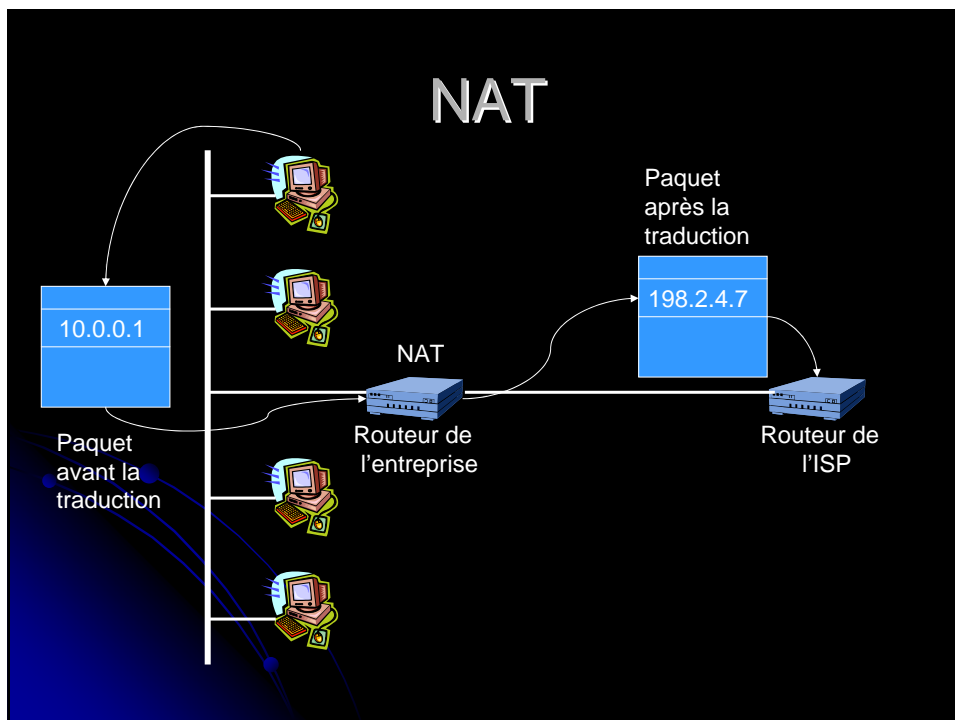 NAT
Paquet
après la
traduction
10.0.0.1
198.2.4.7
NAT
Routeur de
l’entreprise
Routeur de
l’ISP
Paquet
avant la
traduction